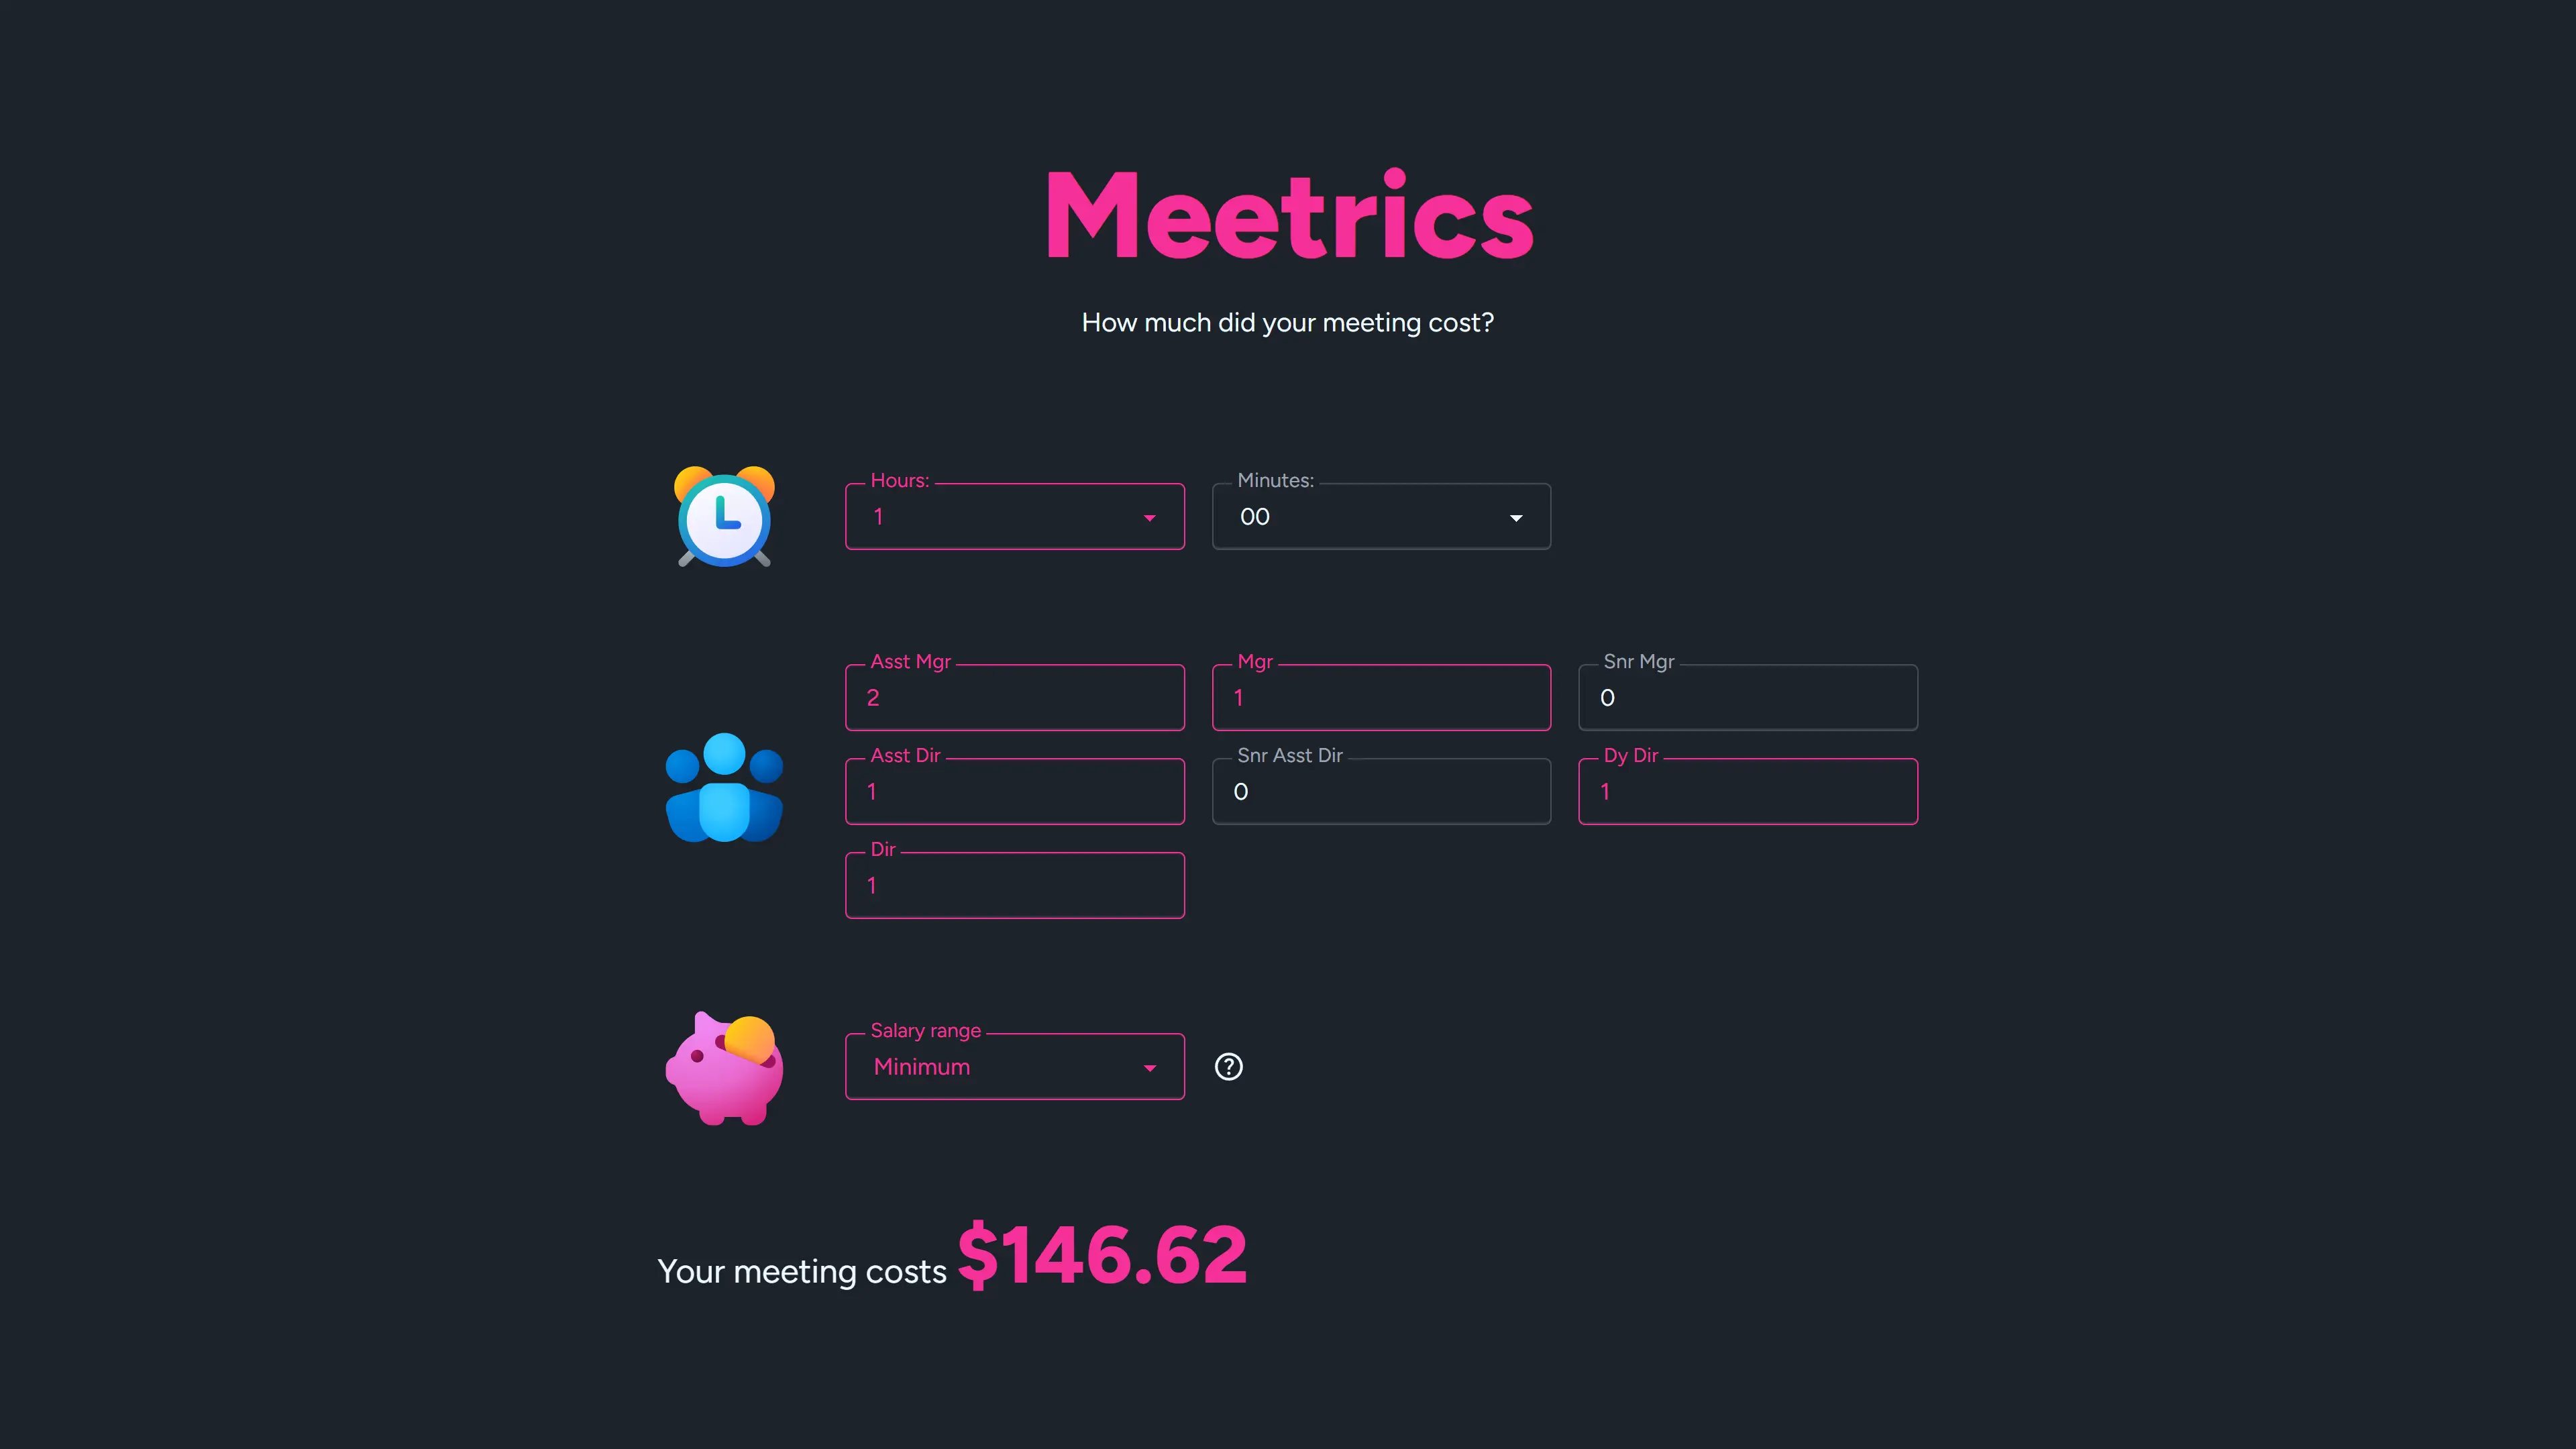 Meetrics
How much did your meeting cost?
Hours:
1
Minutes:
00
Asst Mgr
2
Mgr
1
Snr Mgr
0
Asst Dir
1
Snr Asst Dir
0
Dy Dir
1
Dir
1
Salary range
Minimum
?
Your meeting costs $146.62